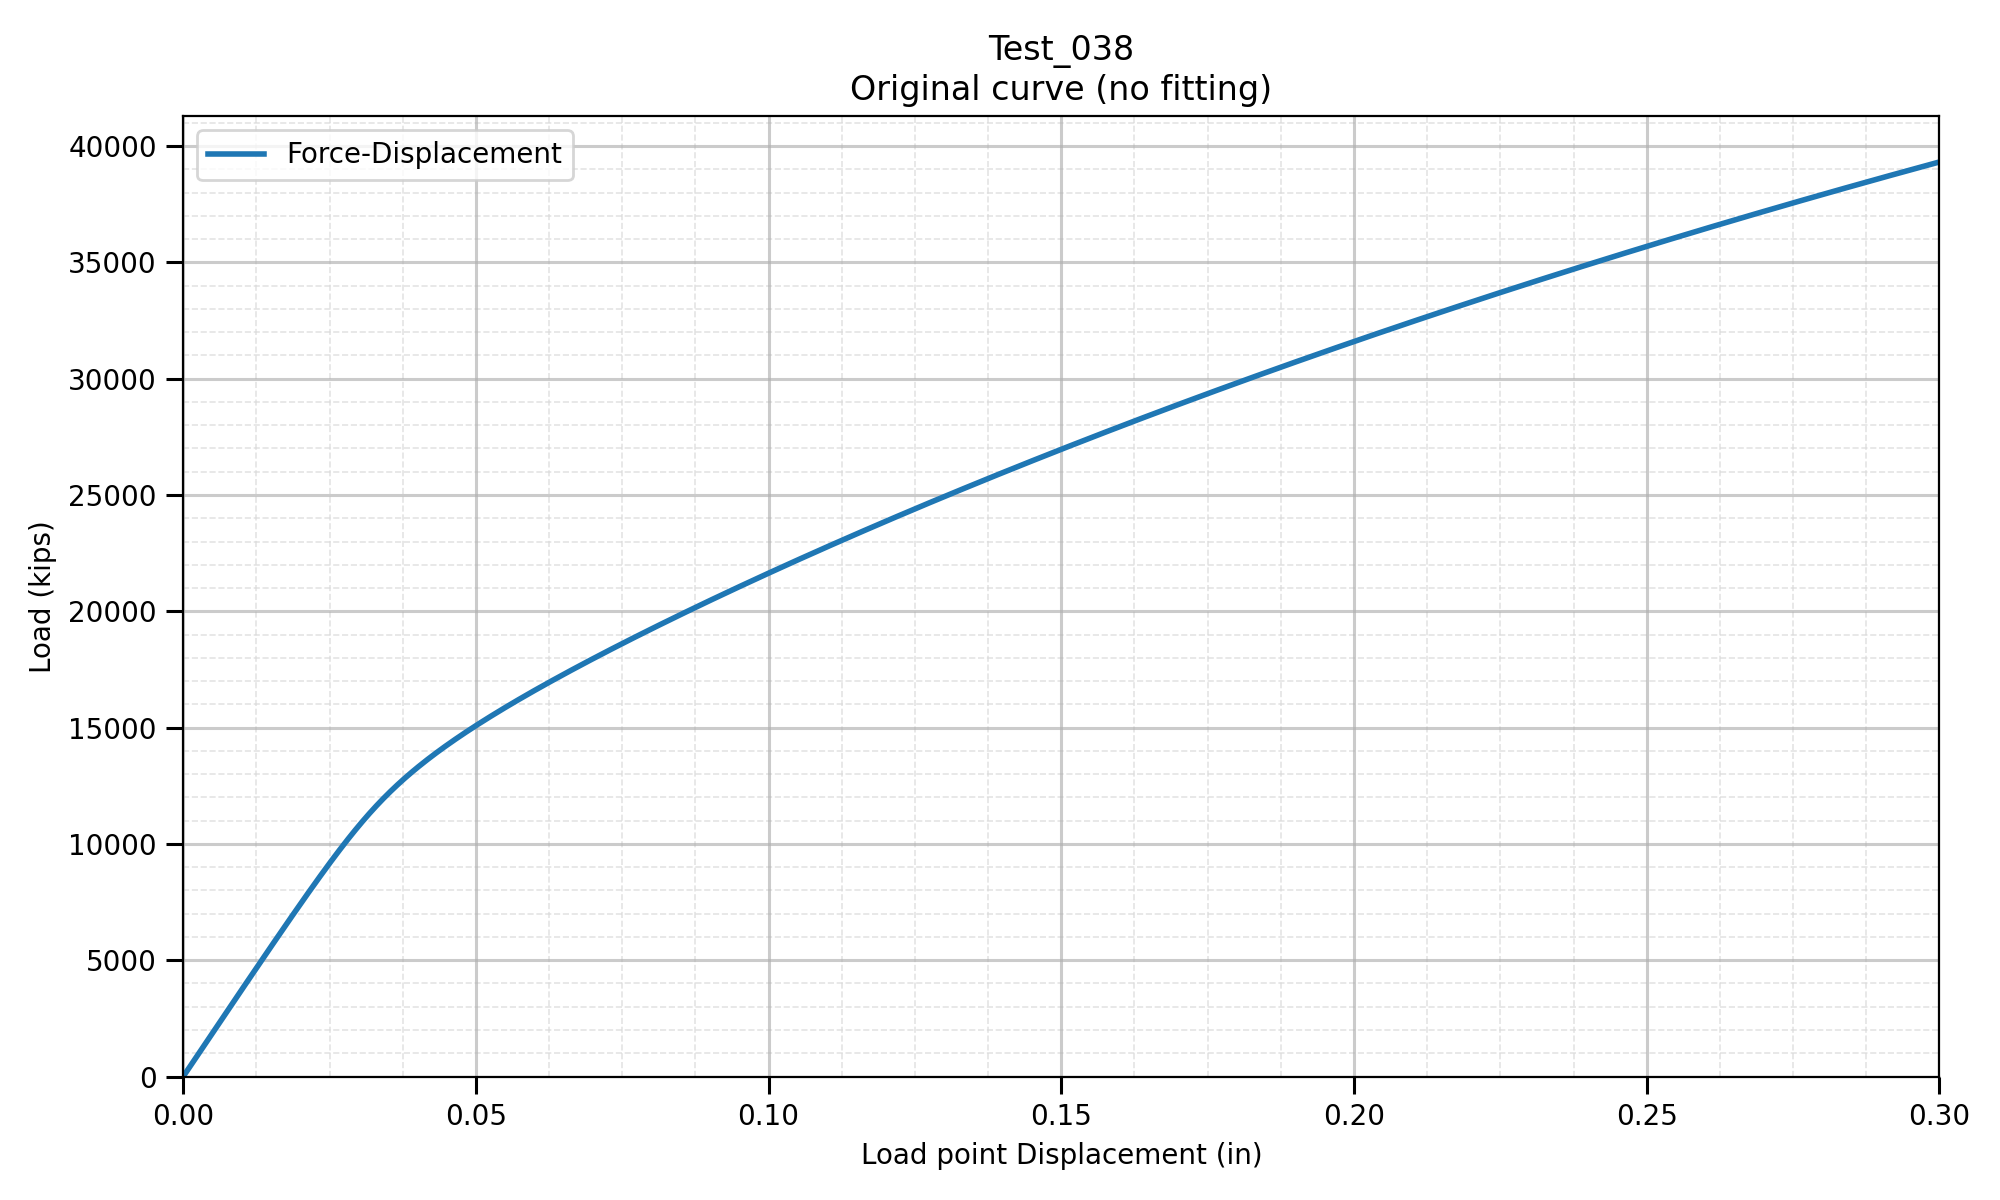 Test_038
Original curve (no fitting)
Force-Displacement
40000
35000
30000
25000
20000
15000
10000
5000
0
Load (kips)
0.00 0.05 0.10 0.15 0.20 0.25 0.30
Load point Displacement (in)